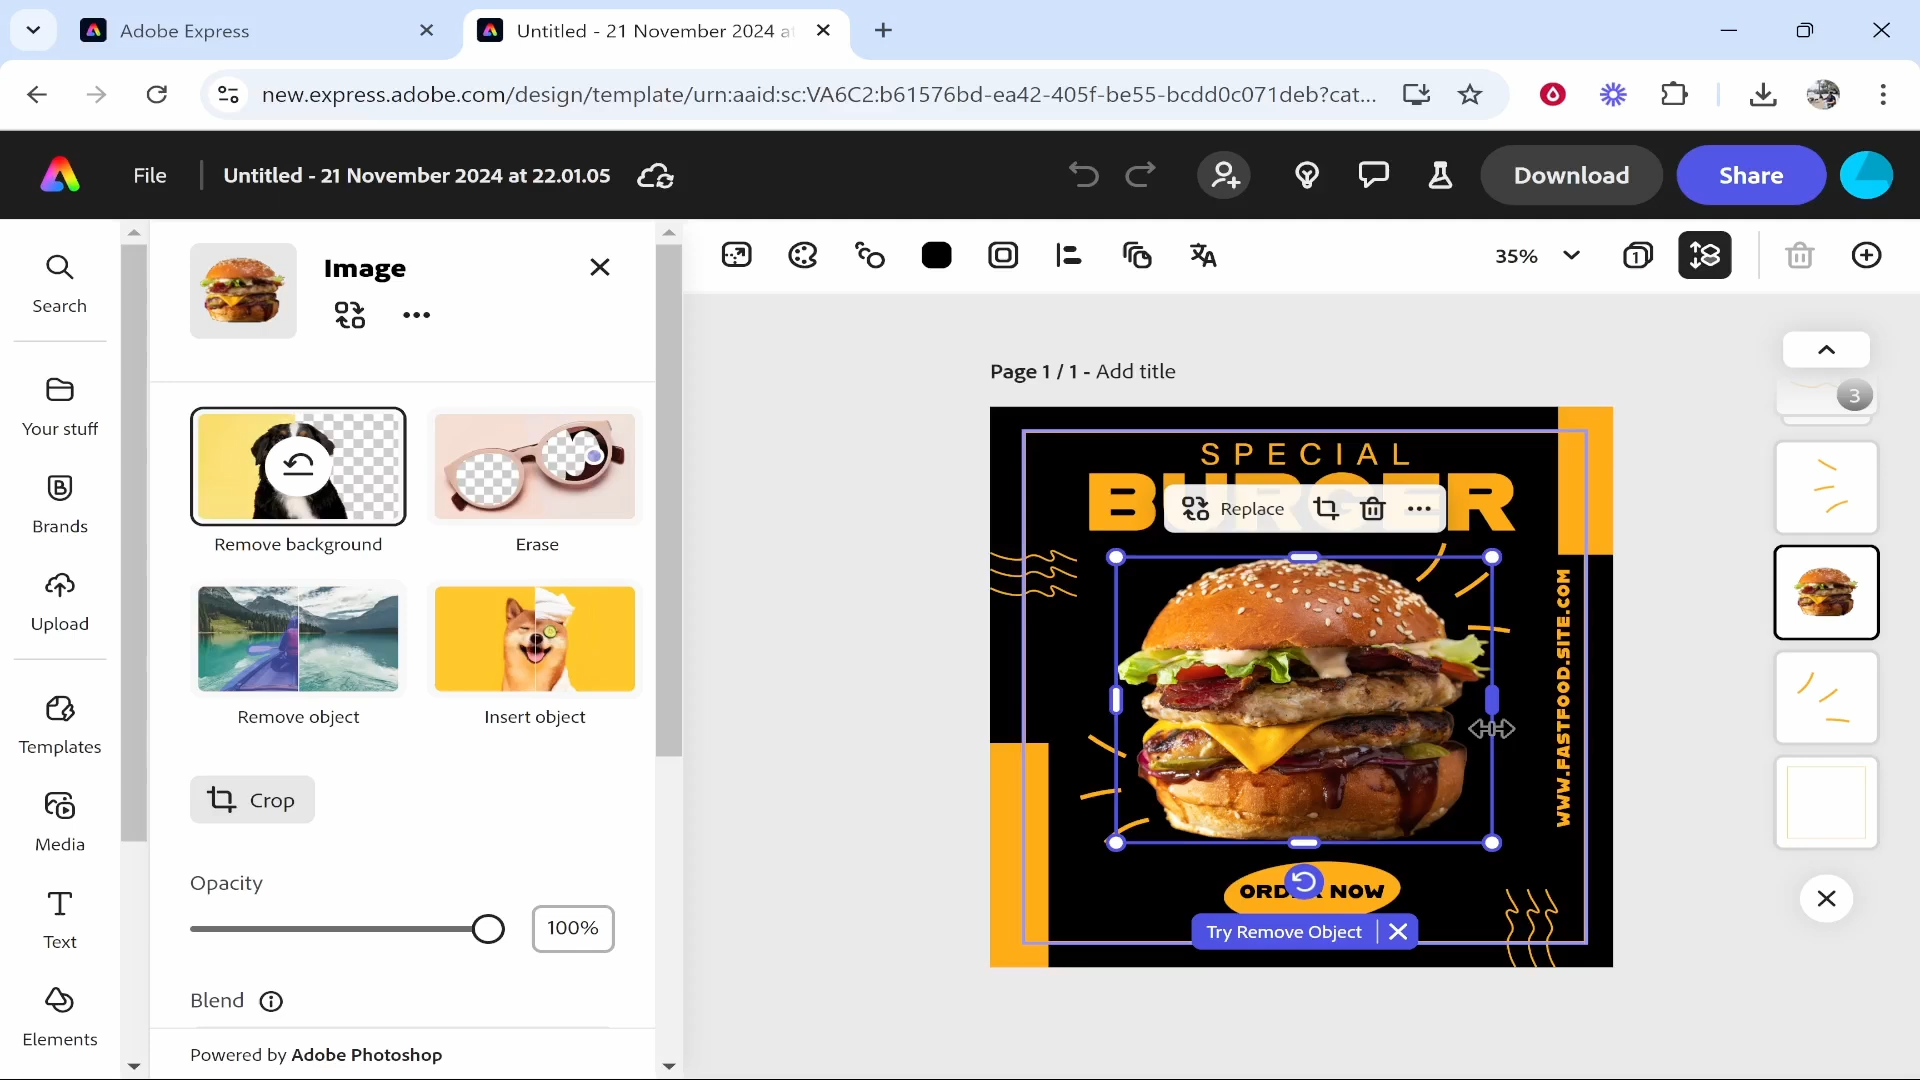 Adobe Express
Untitled - 21 November 2024 a
new.express.adobe.com/design/template/urn:aaid:sc:VA6C2:b61576bd-ea42-405f-be55-bcdd0c071deb?cat...
File
Untitled - 21 November 2024 at 22.01.05
Download
Share
Search
Your stuff
Brands
Upload
Templates
Media
Text
Elements
Image
Remove background
Erase
Remove object
Insert object
Crop
Opacity
100%
Blend
Powered by Adobe Photoshop
35%
1
Page 1 / 1 - Add title
SPECIAL
BURGER
Replace
WWW.FASTFOOD.SITE.COM
ORDER NOW
Try Remove Object
3